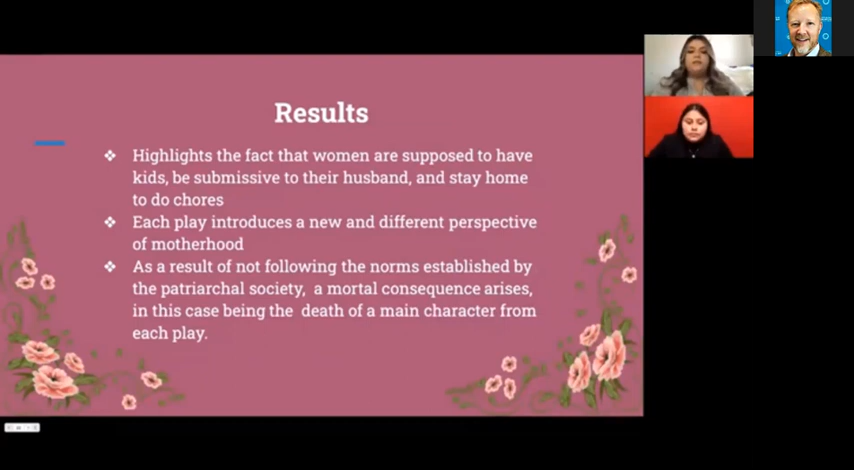 Results
❖ Highlights the fact that women are supposed to have
kids, be submissive to their husband, and stay home
to do chores
❖ Each play introduces a new and different perspective
of motherhood
❖ As a result of not following the norms established by
the patriarchal society,  a mortal consequence arises,
in this case being the  death of a main character from
each play.